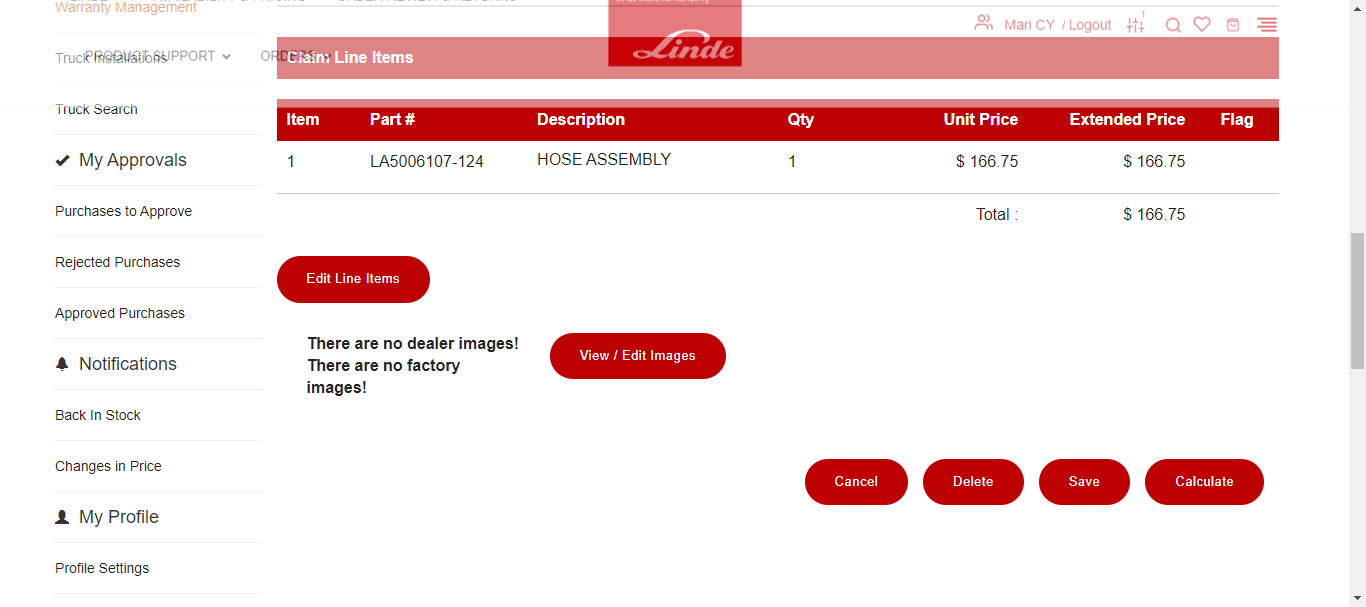 Warranty Management
Mari CY / Logout
1
Linde
Truck Installations
PRODUCT SUPPORT
ORDERS
Claim Line Items
Truck Search
Item Part # Description Qty Unit Price Extended Price Flag
1 LA5006107-124 HOSE ASSEMBLY 1 $ 166.75 $ 166.75
Total : $ 166.75
My Approvals
Purchases to Approve
Rejected Purchases
Approved Purchases
Notifications
Back In Stock
Changes in Price
My Profile
Profile Settings
Edit Line Items
There are no dealer images!
There are no factory
images!
View / Edit Images
Cancel Delete Save Calculate